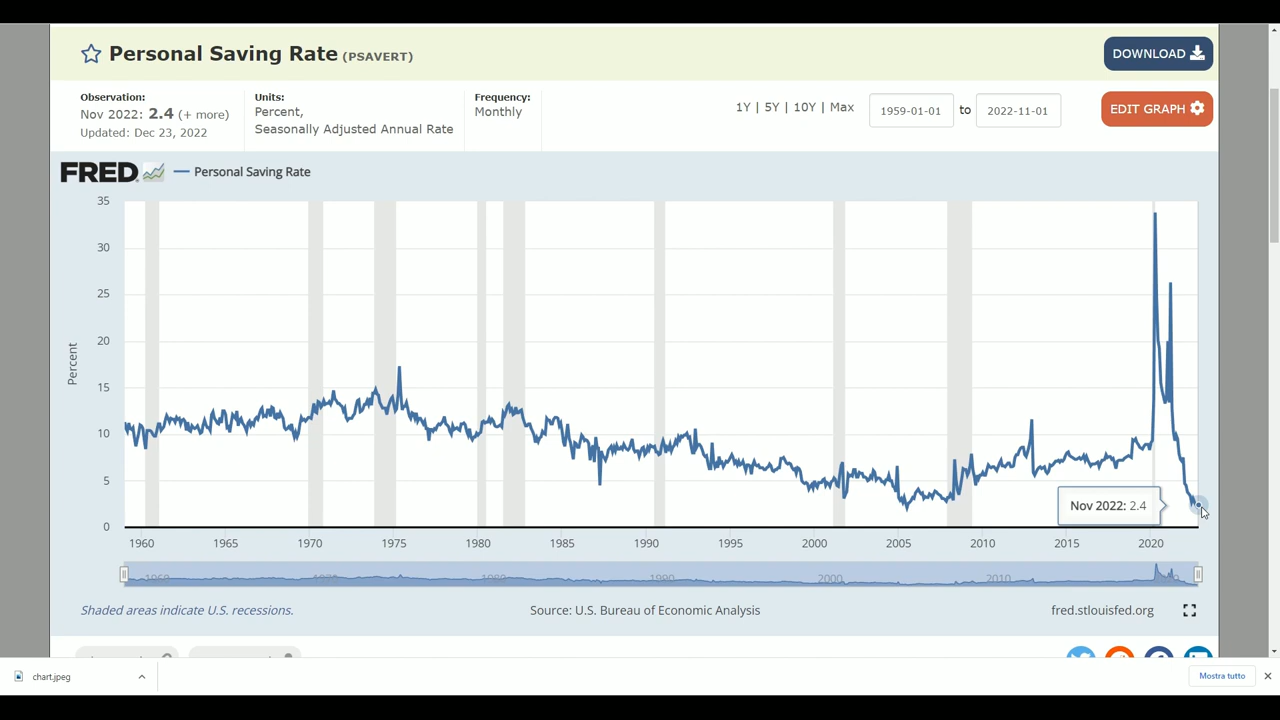 Personal Saving Rate (PSAVERT)
DOWNLOAD
Observation:
Nov 2022: 2.4 (+ more)
Updated: Dec 23, 2022
Units:
Percent,
Seasonally Adjusted Annual Rate
Frequency:
Monthly
1Y | 5Y | 10Y | Max
1959-01-01 to 2022-11-01
EDIT GRAPH
FRED
Personal Saving Rate
Percent
35
30
25
20
15
10
5
0
Nov 2022: 2.4
1960 1965 1970 1975 1980 1985 1990 1995 2000 2005 2010 2015 2020
1990 2000 2010
Shaded areas indicate U.S. recessions.
Source: U.S. Bureau of Economic Analysis
fred.stlouisfed.org
chart.jpeg
Mostra tutto